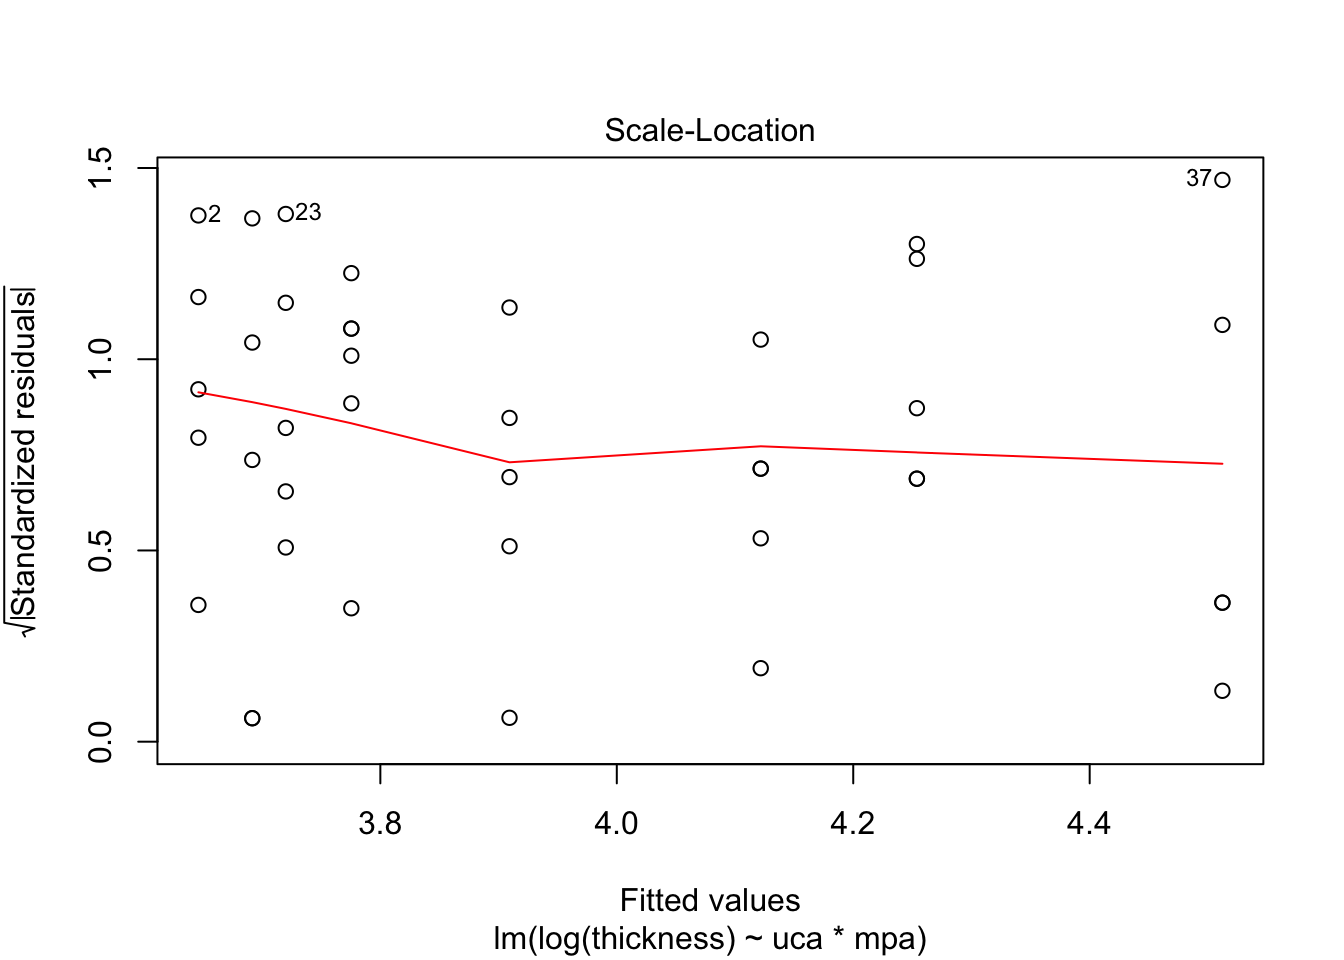 Scale-Location
√|Standardized residuals|
1.5
1.0
0.5
0.0
2
23
37
3.8 4.0 4.2 4.4
Fitted values
lm(log(thickness) ~ uca * mpa)